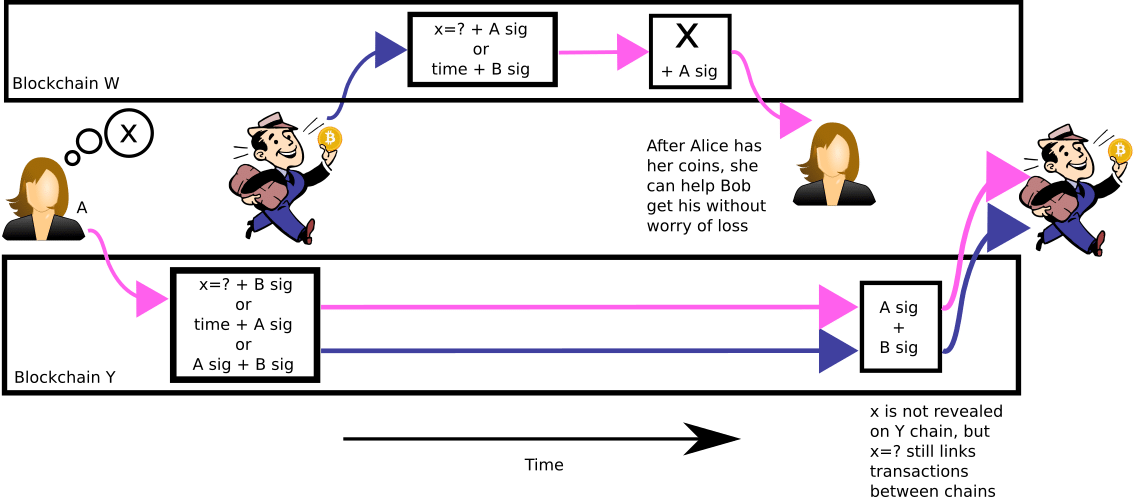 x=? + A sig
or
time + B sig
X
+ A sig
Blockchain W
x
A
After Alice has
her coins, she
can help Bob
get his without
worry of loss
x=? + B sig
or
time + A sig
or
A sig + B sig
A sig
+
B sig
Blockchain Y
Time
x is not revealed
on Y chain, but
x=? still links
transactions
between chains